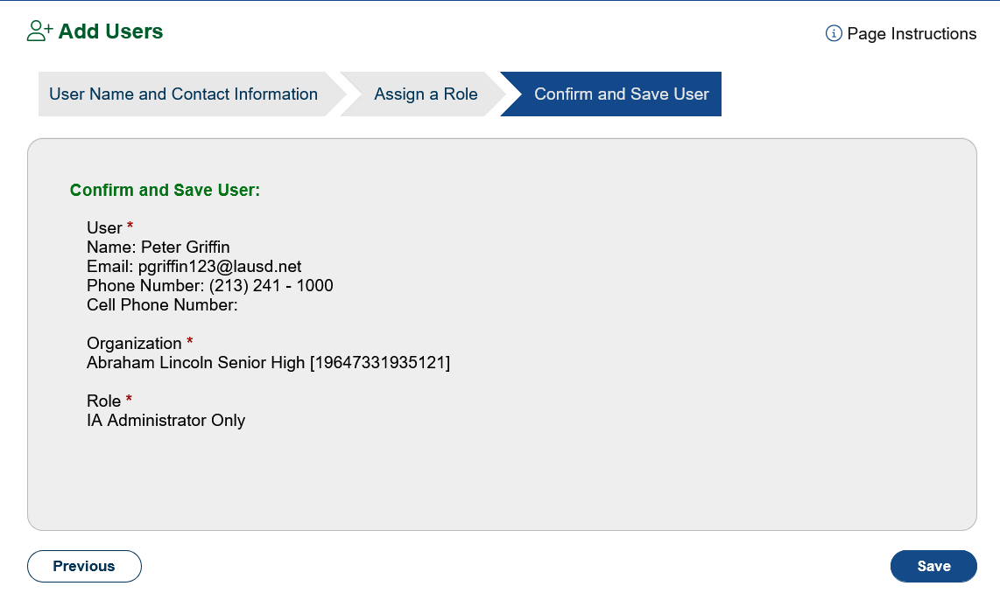 Add Users
Page Instructions
User Name and Contact Information
Assign a Role
Confirm and Save User
Confirm and Save User:
User *
Name: Peter Griffin
Email: pgriffin123@lausd.net
Phone Number: (213) 241 - 1000
Cell Phone Number:
Organization *
Abraham Lincoln Senior High [19647331935121]
Role *
IA Administrator Only
Previous
Save